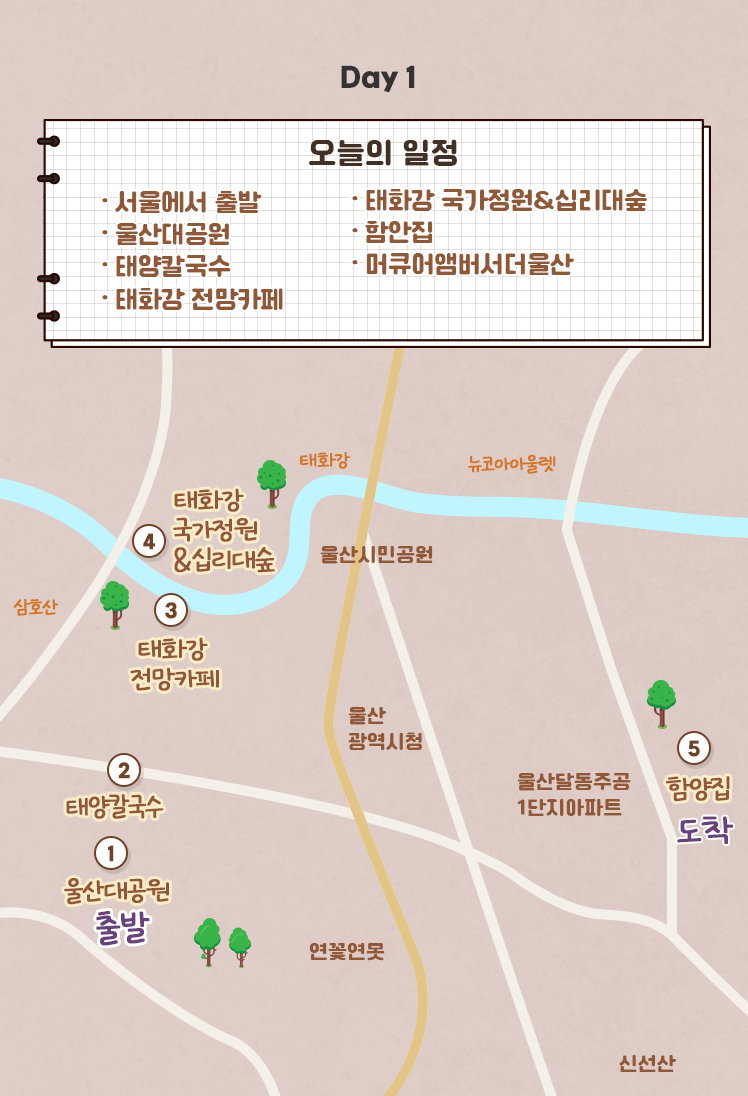 Day 1
오늘의 일정
· 서울에서 출발
· 울산대공원
· 태양칼국수
· 태화강 전망카페
· 태화강 국가정원&십리대숲
· 함안집
· 머큐어앰버서더울산
태화강
뉴코아아울렛
4
태화강
국가정원
&십리대숲
울산시민공원
삼호산
3
태화강
전망카페
울산
광역시청
5
함양집
도착
2
태양칼국수
울산달동주공
1단지아파트
1
울산대공원
출발
연꽃연못
신선산